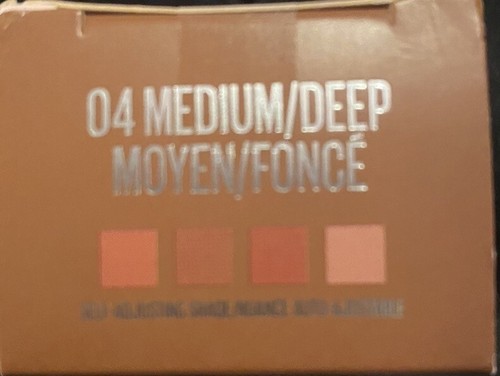 04 MEDIUM/DEEP
MOYEN/FONCÉ
SELF-ADJUSTING SHADE/NUANCE AUTO-AJUSTABLE